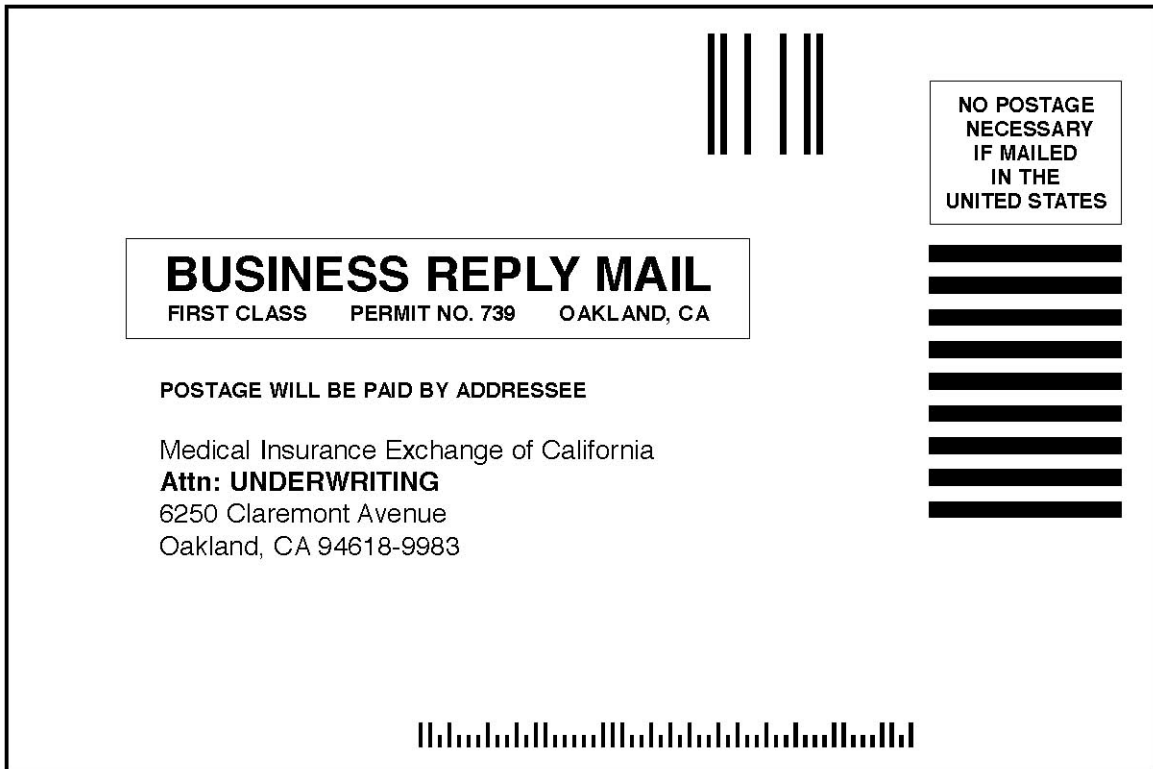 NO POSTAGE
NECESSARY
IF MAILED
IN THE
UNITED STATES
BUSINESS REPLY MAIL
FIRST CLASS PERMIT NO. 739 OAKLAND, CA
POSTAGE WILL BE PAID BY ADDRESSEE
Medical Insurance Exchange of California
Attn: UNDERWRITING
6250 Claremont Avenue
Oakland, CA 94618-9983